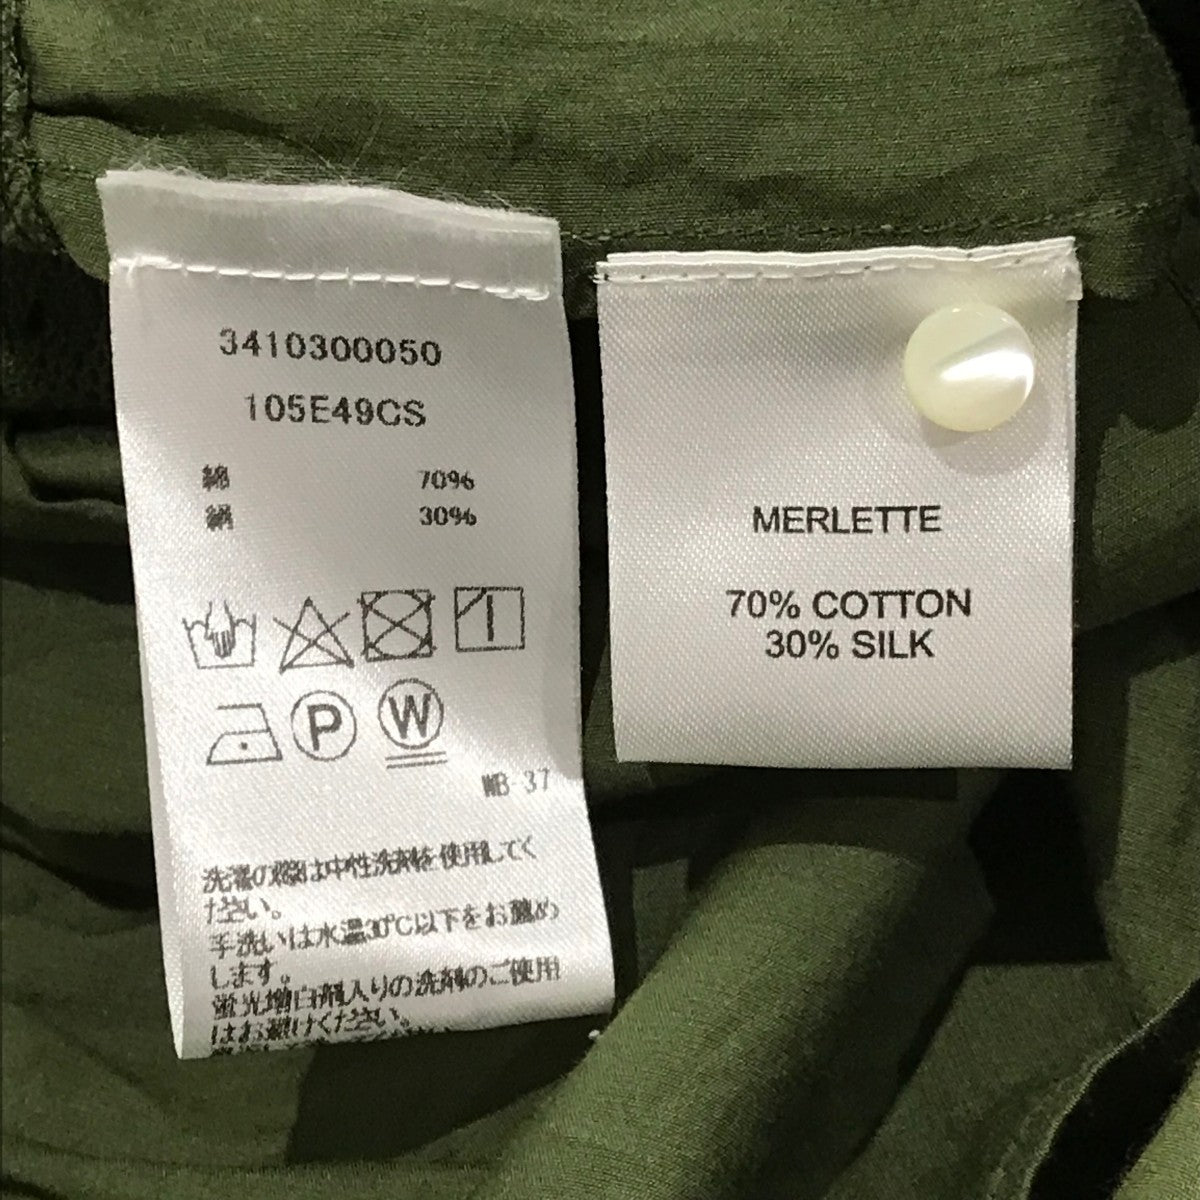 3410300050
105E49CS
綿 70%
絹 30%
P
W
WB-37
洗濯の際は中性洗剤を使用してく
ださい。
手洗いは水温30℃以下をお薦め
します。
蛍光増白剤入りの洗剤のご使用
はお避けください。
MERLETTE
70% COTTON
30% SILK